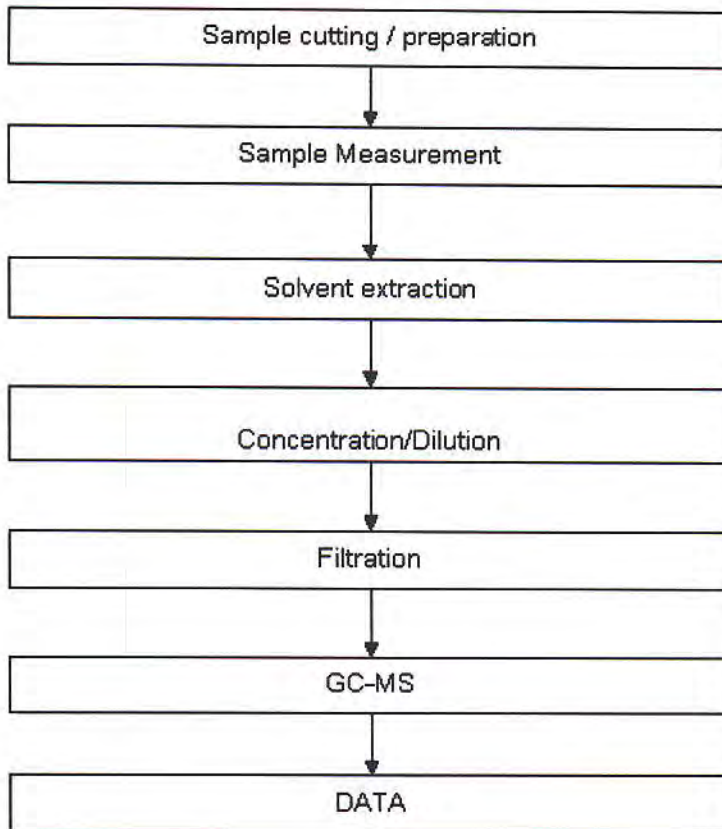 Sample cutting / preparation
Sample Measurement
Solvent extraction
Concentration/Dilution
Filtration
GC-MS
DATA